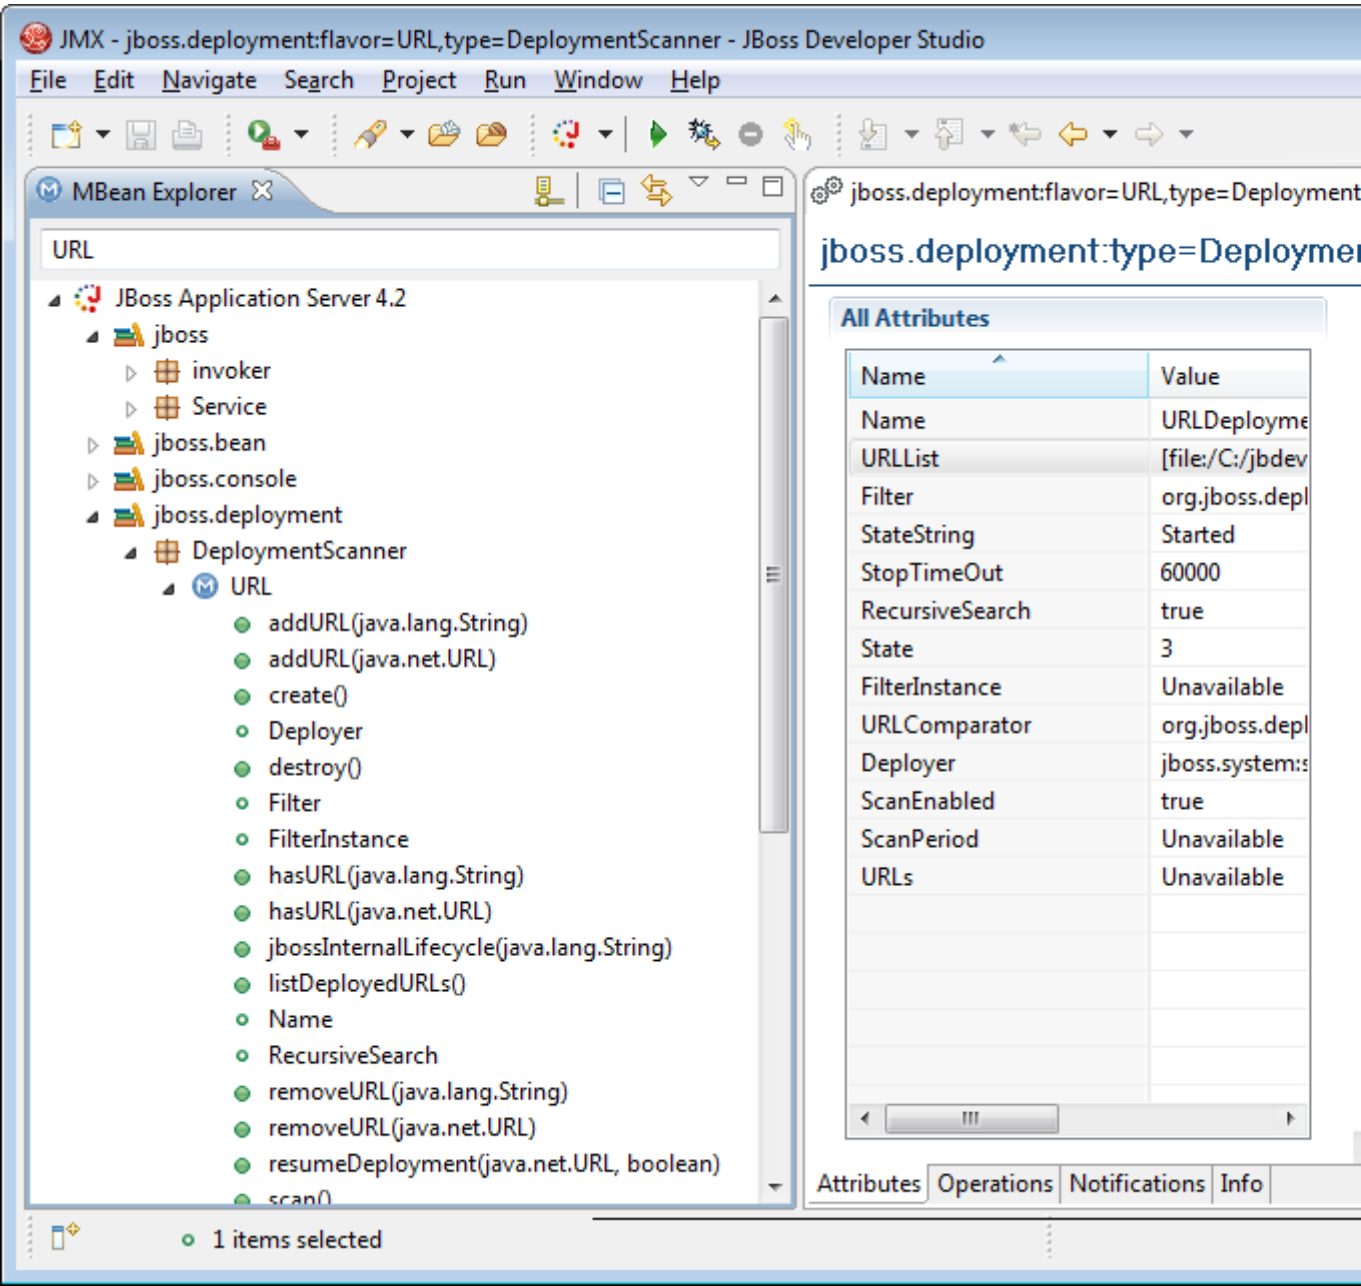 JMX - jboss.deployment:flavor=URL,type=DeploymentScanner - JBoss Developer Studio
File Edit Navigate Search Project Run Window Help
MBean Explorer
URL
JBoss Application Server 4.2
jboss
invoker
Service
jboss.bean
jboss.console
jboss.deployment
DeploymentScanner
URL
addURL(java.lang.String)
addURL(java.net.URL)
create()
Deployer
destroy()
Filter
FilterInstance
hasURL(java.lang.String)
hasURL(java.net.URL)
jbossInternalLifecycle(java.lang.String)
listDeployedURLs()
Name
RecursiveSearch
removeURL(java.lang.String)
removeURL(java.net.URL)
resumeDeployment(java.net.URL, boolean)
scan()
jboss.deployment:flavor=URL,type=Deployment
jboss.deployment:type=Deploymer
All Attributes
Name Value
Name URLDeployme
URLList [file:/C:/jbdev
Filter org.jboss.depl
StateString Started
StopTimeOut 60000
RecursiveSearch true
State 3
FilterInstance Unavailable
URLComparator org.jboss.depl
Deployer jboss.system:s
ScanEnabled true
ScanPeriod Unavailable
URLs Unavailable
Attributes Operations Notifications Info
1 items selected